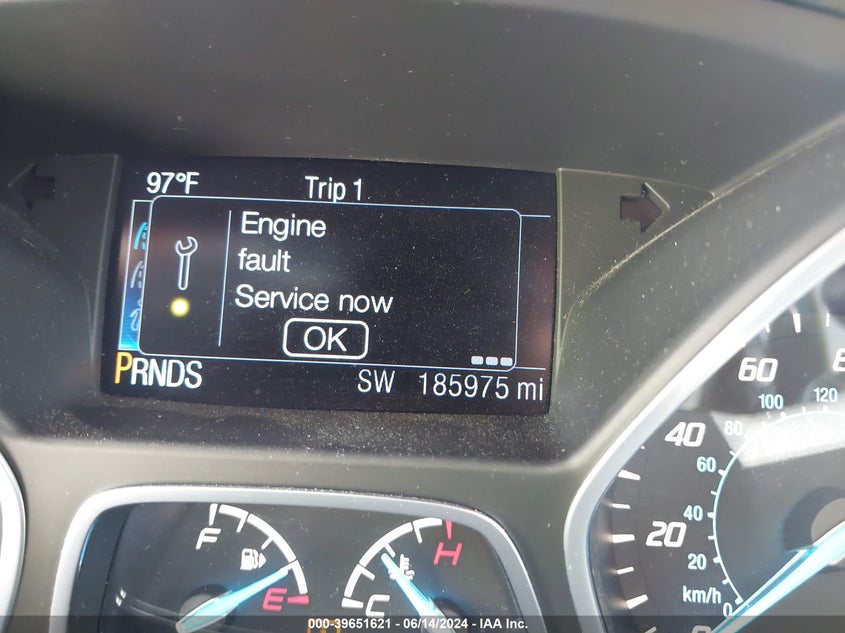 97°F Trip 1
Engine
fault
Service now
OK
PRNDS SW 185975 mi
F
E
H
C
60
40
20
0
120
100
80
60
40
20
0
km/h
000-39651621 - 06/14/2024 - IAA Inc.